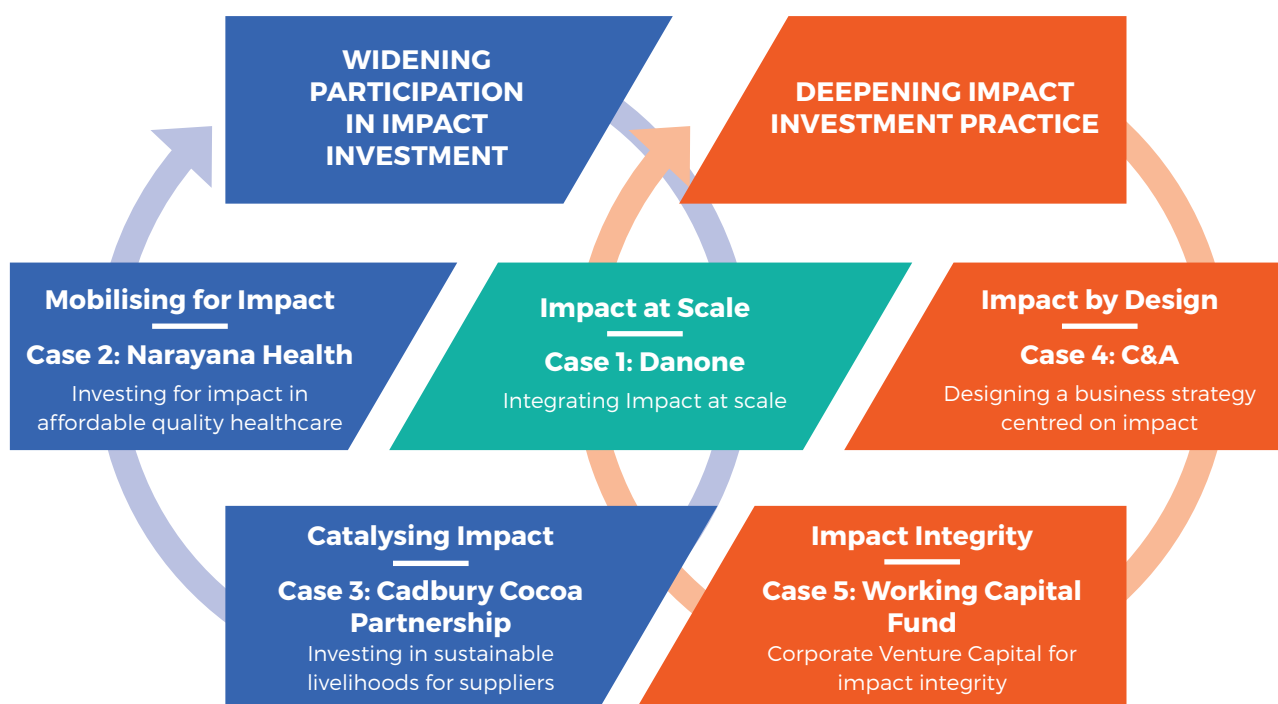 WIDENING
PARTICIPATION
IN IMPACT
INVESTMENT
DEEPENING IMPACT
INVESTMENT PRACTICE
Mobilising for Impact
Case 2: Narayana Health
Investing for impact in
affordable quality healthcare
Impact at Scale
Case 1: Danone
Integrating Impact at scale
Impact by Design
Case 4: C&A
Designing a business strategy
centred on impact
Catalysing Impact
Case 3: Cadbury Cocoa
Partnership
Investing in sustainable
livelihoods for suppliers
Impact Integrity
Case 5: Working Capital
Fund
Corporate Venture Capital for
impact integrity